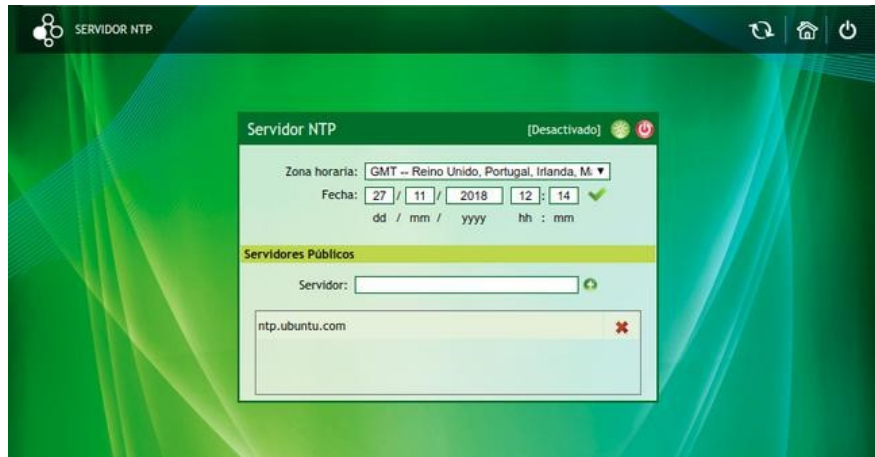 SERVIDOR NTP
Servidor NTP [Desactivado]
Zona horaria: GMT -- Reino Unido, Portugal, Irlanda, M
Fecha: 27 / 11 / 2018 12 : 14
dd / mm / yyyy hh : mm
Servidores Públicos
Servidor:
ntp.ubuntu.com